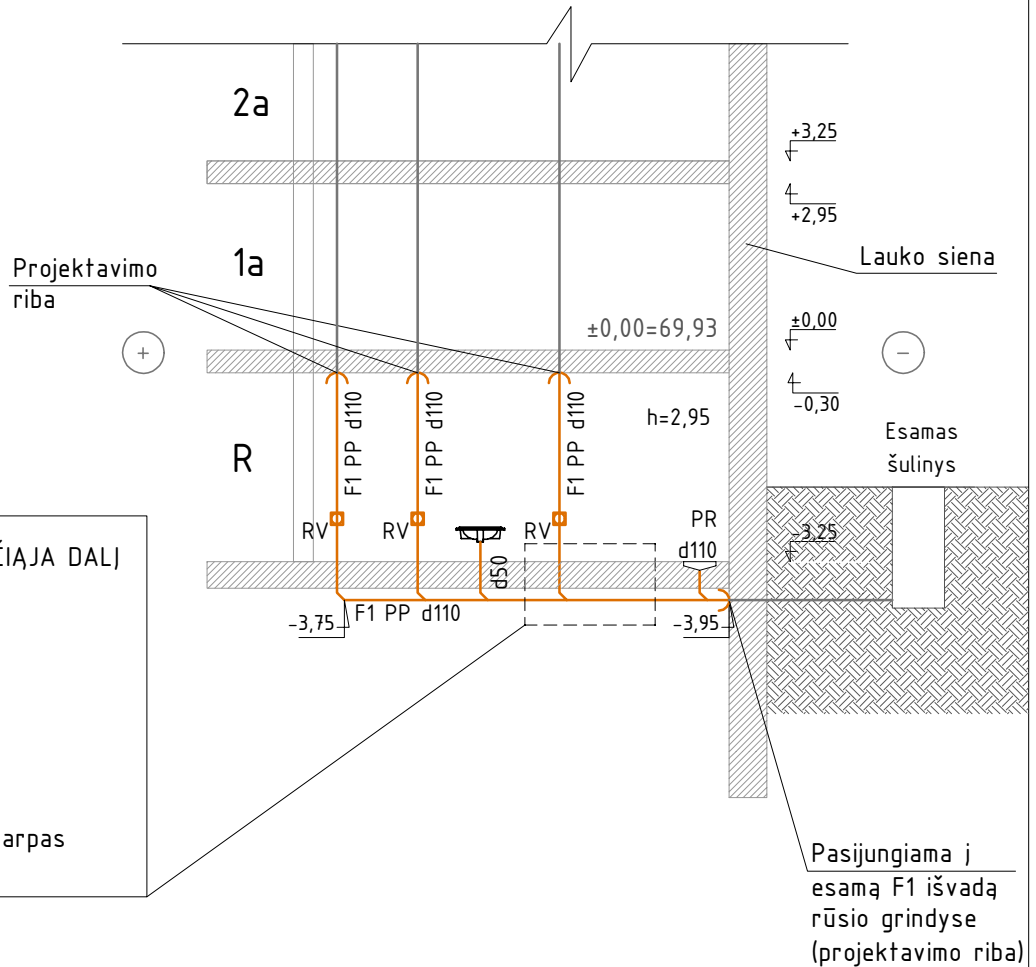 2a
+3,25
+2,95
Lauko siena
1a
Projektavimo
riba
±0,00=69,93
±0,00
+
−
-0,30
h=2,95
Esamas
šulinys
R
F1 PP d110
F1 PP d110
F1 PP d110
RV
RV
RV
PR
d110
d50
-3,25
-3,75
F1 PP d110
-3,95
ČIĄJA DALĮ
arpas
Pasijungiama į
esamą F1 išvadą
rūsio grindyse
(projektavimo riba)